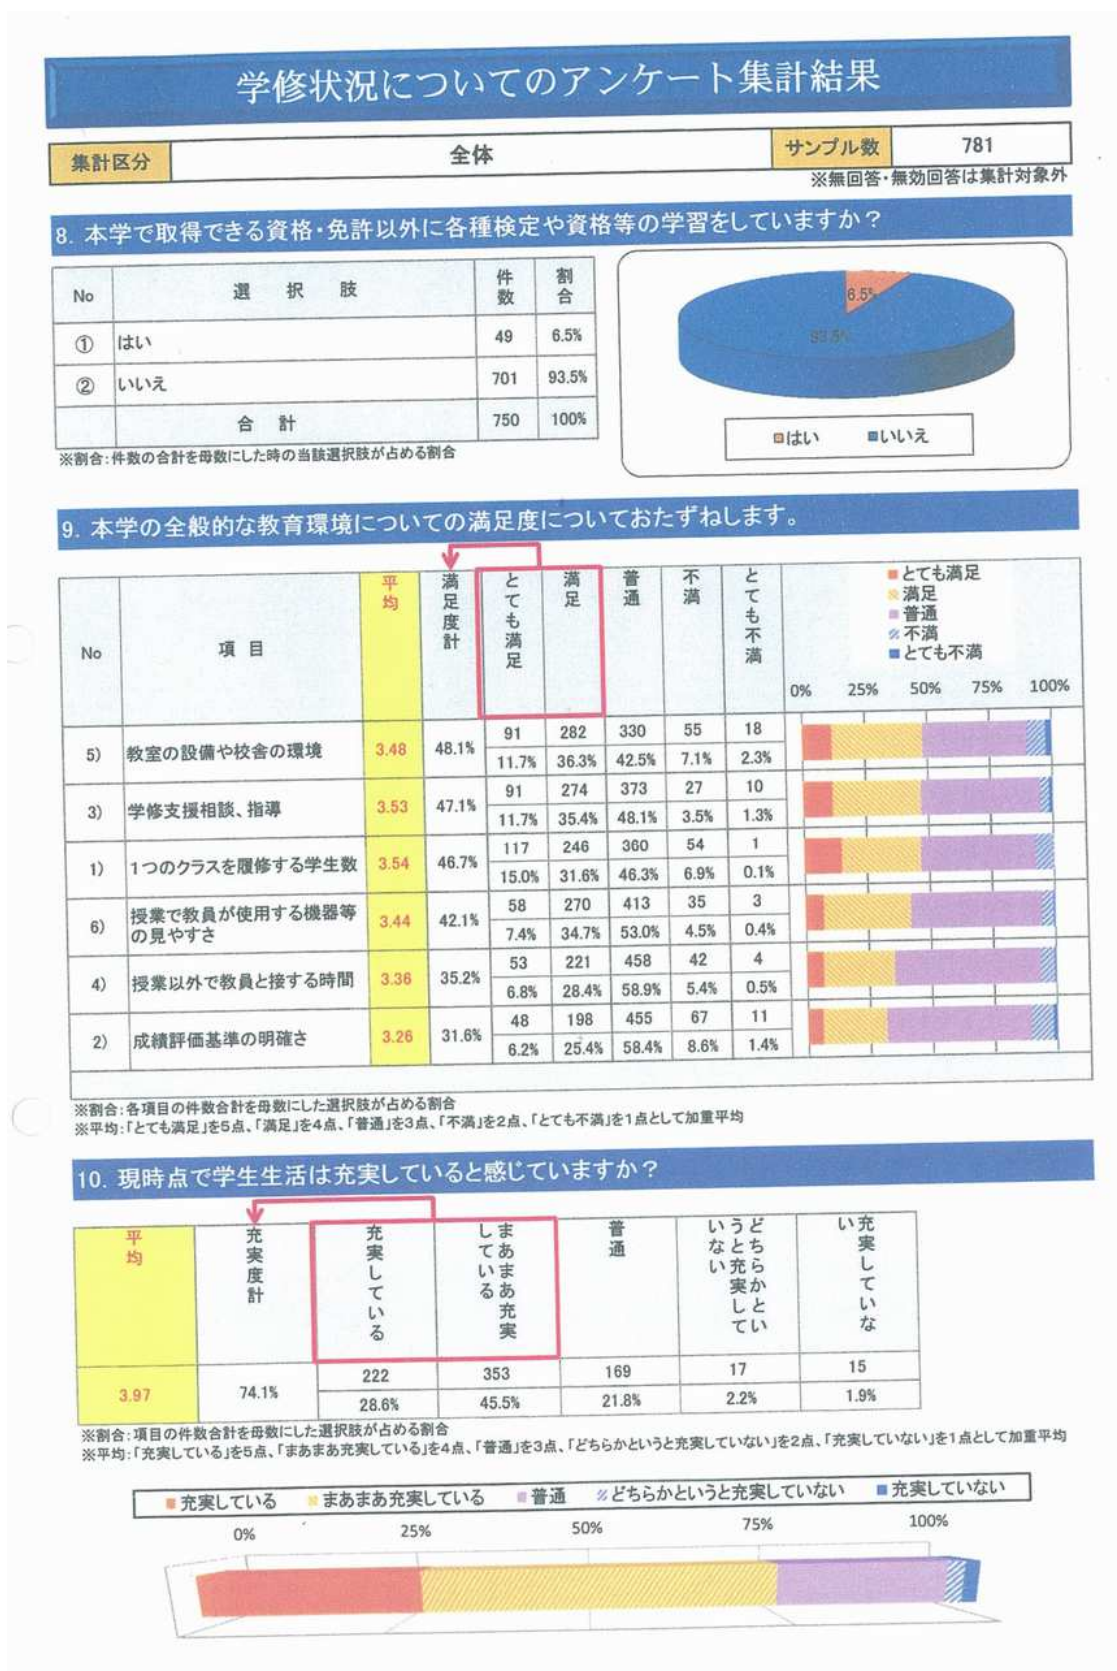 学修状況についてのアンケート集計結果
集計区分 全体 サンプル数 781
※無回答・無効回答は集計対象外
8. 本学で取得できる資格・免許以外に各種検定や資格等の学習をしていますか？
No 選択肢 件数 割合
① はい 49 6.5%
② いいえ 701 93.5%
合計 750 100%
※割合：件数の合計を母数にした時の当該選択肢が占める割合
6.5%
93.5%
はい いいえ
9. 本学の全般的な教育環境についての満足度についておたずねします。
No 項目 平均 満足度計 とても満足 満足 普通 不満 とても不満
とても満足
満足
普通
不満
とても不満
0% 25% 50% 75% 100%
5) 教室の設備や校舎の環境 3.48 48.1% 91 282 330 55 18
11.7% 36.3% 42.5% 7.1% 2.3%
3) 学修支援相談、指導 3.53 47.1% 91 274 373 27 10
11.7% 35.4% 48.1% 3.5% 1.3%
1) 1つのクラスを履修する学生数 3.54 46.7% 117 246 360 54 1
15.0% 31.6% 46.3% 6.9% 0.1%
6) 授業で教員が使用する機器等の見やすさ 3.44 42.1% 58 270 413 35 3
7.4% 34.7% 53.0% 4.5% 0.4%
4) 授業以外で教員と接する時間 3.36 35.2% 53 221 458 42 4
6.8% 28.4% 58.9% 5.4% 0.5%
2) 成績評価基準の明確さ 3.26 31.6% 48 198 455 67 11
6.2% 25.4% 58.4% 8.6% 1.4%
※割合：各項目の件数合計を母数にした選択肢が占める割合
※平均：「とても満足」を5点、「満足」を4点、「普通」を3点、「不満」を2点、「とても不満」を1点として加重平均
10. 現時点で学生生活は充実していると感じていますか？
平均 充実度計 充実している まあまあ充実している 普通 どちらかというと充実していない 充実していない
3.97 74.1% 222 353 169 17 15
28.6% 45.5% 21.8% 2.2% 1.9%
※割合：項目の件数合計を母数にした選択肢が占める割合
※平均：「充実している」を5点、「まあまあ充実している」を4点、「普通」を3点、「どちらかというと充実していない」を2点、「充実していない」を1点として加重平均
充実している まあまあ充実している 普通 どちらかというと充実していない 充実していない
0% 25% 50% 75% 100%